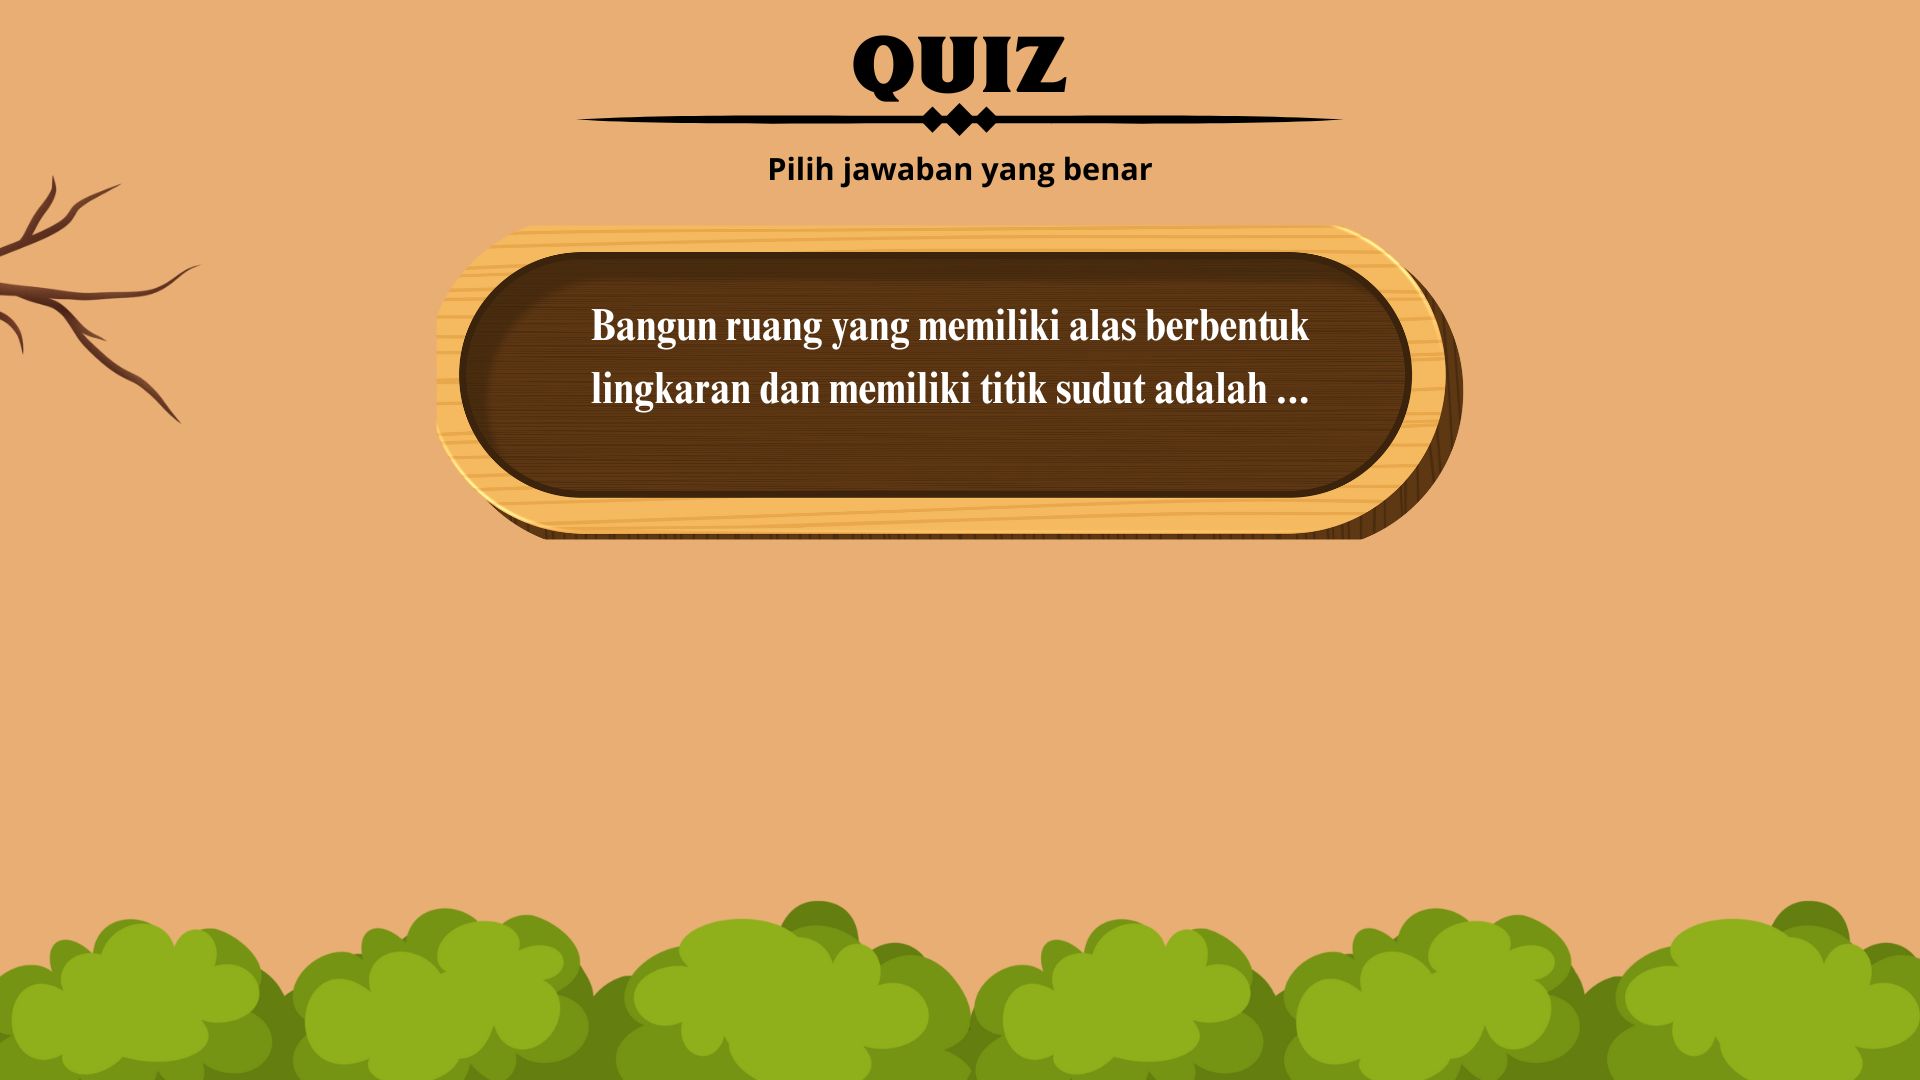 QUIZ
Pilih jawaban yang benar
Bangun ruang yang memiliki alas berbentuk
lingkaran dan memiliki titik sudut adalah ...